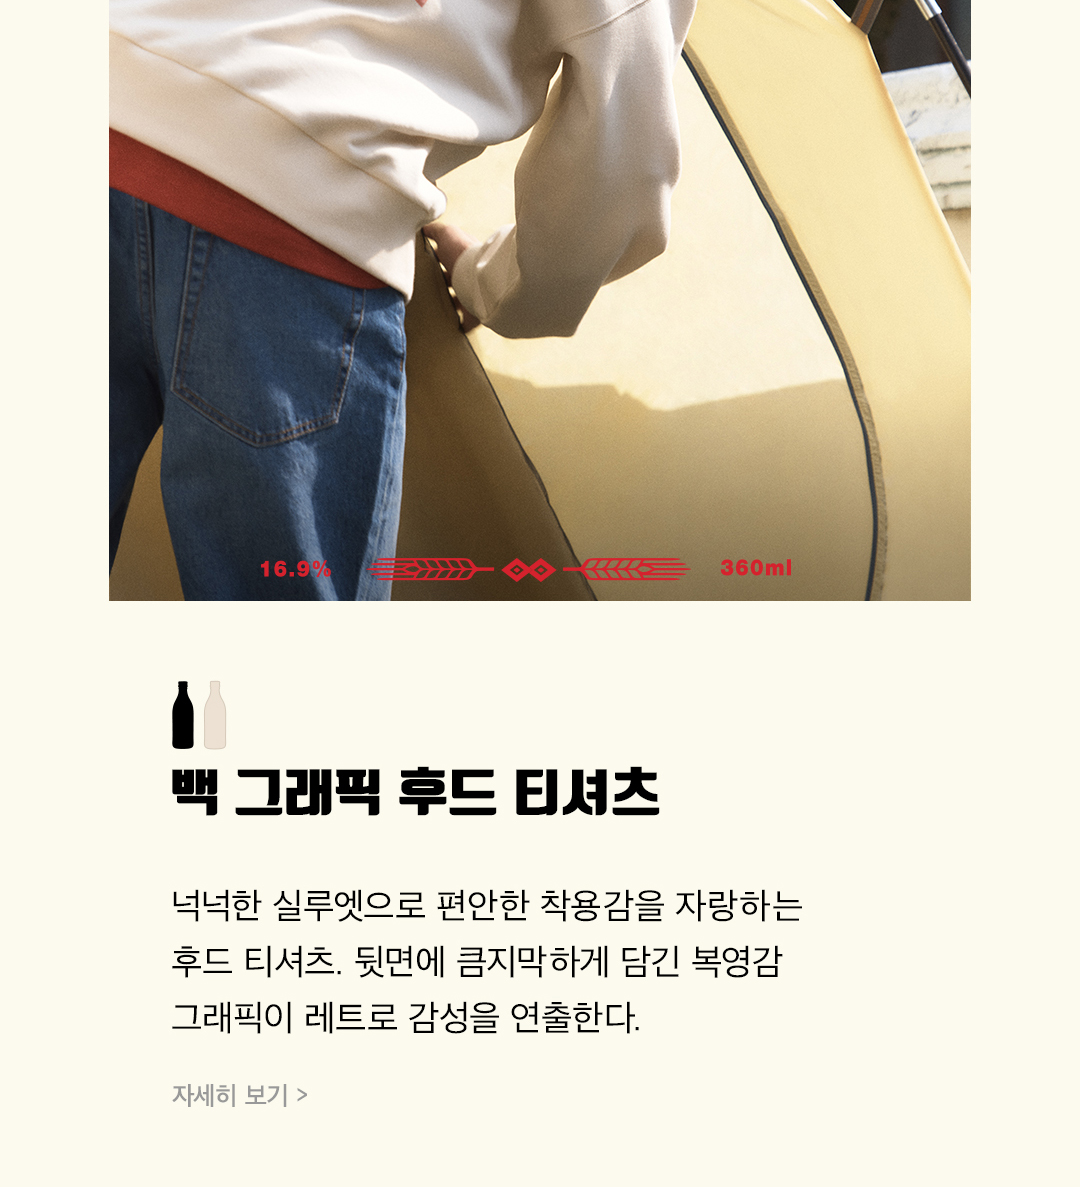 16.9% 360ml
백 그래픽 후드 티셔츠
넉넉한 실루엣으로 편안한 착용감을 자랑하는
후드 티셔츠. 뒷면에 큼지막하게 담긴 복영감
그래픽이 레트로 감성을 연출한다.
자세히 보기 >